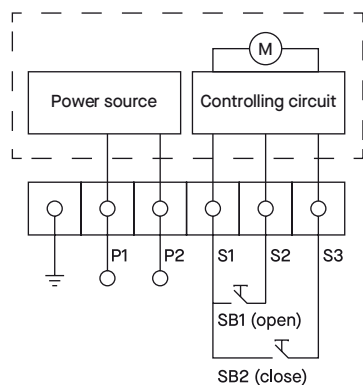 M
Power source
Controlling circuit
P1
P2
S1
S2
S3
SB1 (open)
SB2 (close)